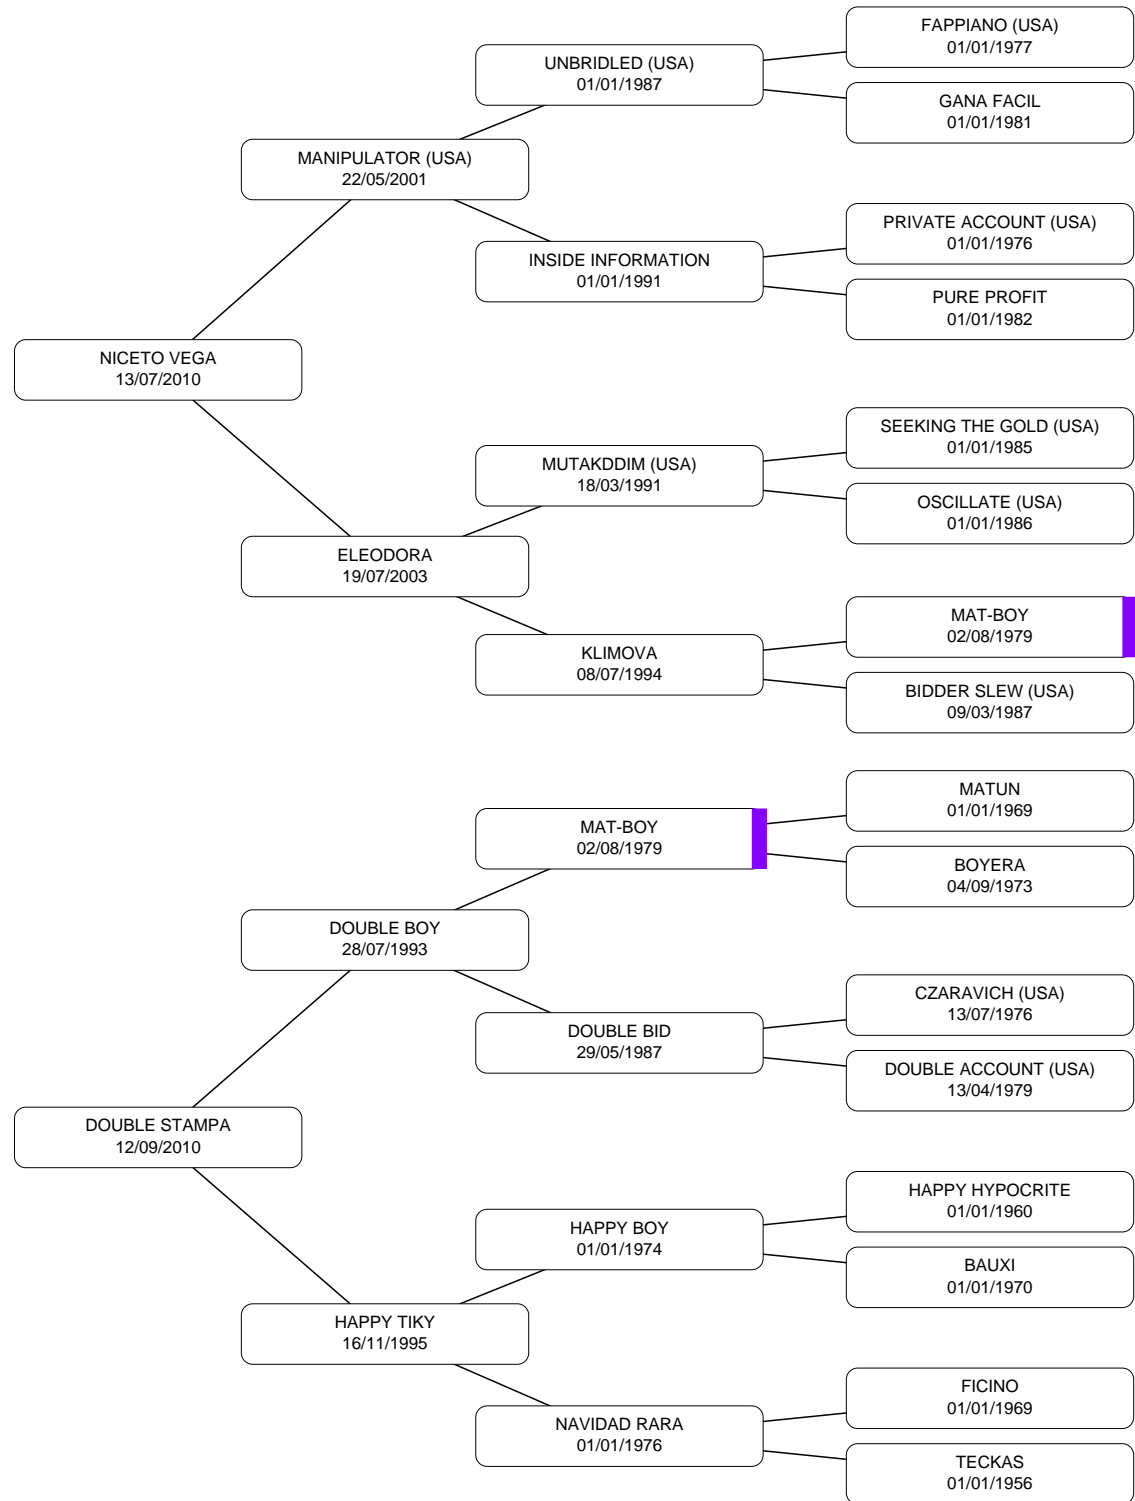 FAPPIANO (USA)
01/01/1977
UNBRIDLED (USA)
01/01/1987
GANA FACIL
01/01/1981
MANIPULATOR (USA)
22/05/2001
PRIVATE ACCOUNT (USA)
01/01/1976
INSIDE INFORMATION
01/01/1991
PURE PROFIT
01/01/1982
NICETO VEGA
13/07/2010
SEEKING THE GOLD (USA)
01/01/1985
MUTAKDDIM (USA)
18/03/1991
OSCILLATE (USA)
01/01/1986
ELEODORA
19/07/2003
MAT-BOY
02/08/1979
KLIMOVA
08/07/1994
BIDDER SLEW (USA)
09/03/1987
MATUN
01/01/1969
MAT-BOY
02/08/1979
BOYERA
04/09/1973
DOUBLE BOY
28/07/1993
CZARAVICH (USA)
13/07/1976
DOUBLE BID
29/05/1987
DOUBLE ACCOUNT (USA)
13/04/1979
DOUBLE STAMPA
12/09/2010
HAPPY HYPOCRITE
01/01/1960
HAPPY BOY
01/01/1974
BAUXI
01/01/1970
HAPPY TIKY
16/11/1995
FICINO
01/01/1969
NAVIDAD RARA
01/01/1976
TECKAS
01/01/1956